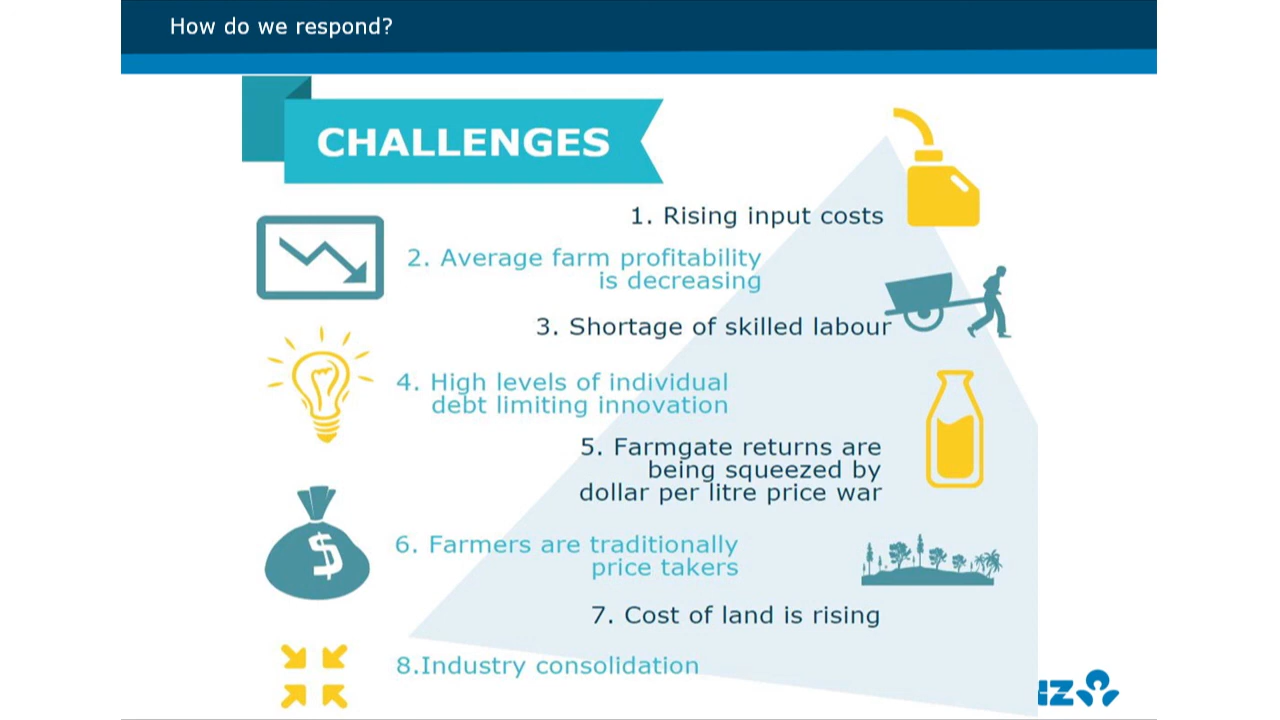 How do we respond?
CHALLENGES
1. Rising input costs
2. Average farm profitability
is decreasing
3. Shortage of skilled labour
4. High levels of individual
debt limiting innovation
5. Farmgate returns are
being squeezed by
dollar per litre price war
6. Farmers are traditionally
price takers
7. Cost of land is rising
8.Industry consolidation
$